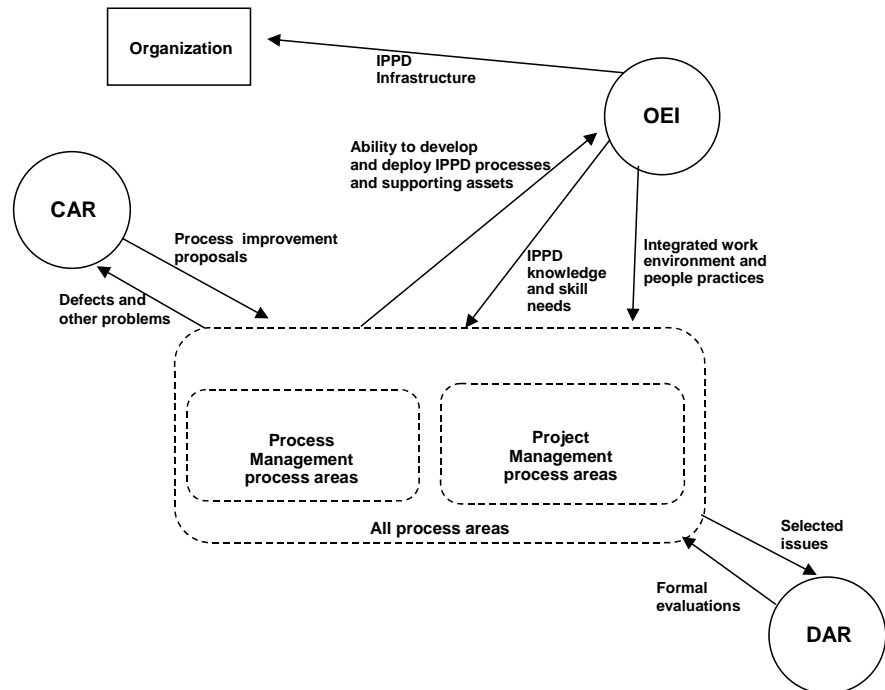 Organization
IPPD
Infrastructure
OEI
Ability to develop
and deploy IPPD processes
and supporting assets
CAR
Process improvement
proposals
IPPD
knowledge
and skill
needs
Integrated work
environment and
people practices
Defects and
other problems
Process
Management
process areas
Project
Management
process areas
All process areas
Selected
issues
Formal
evaluations
DAR